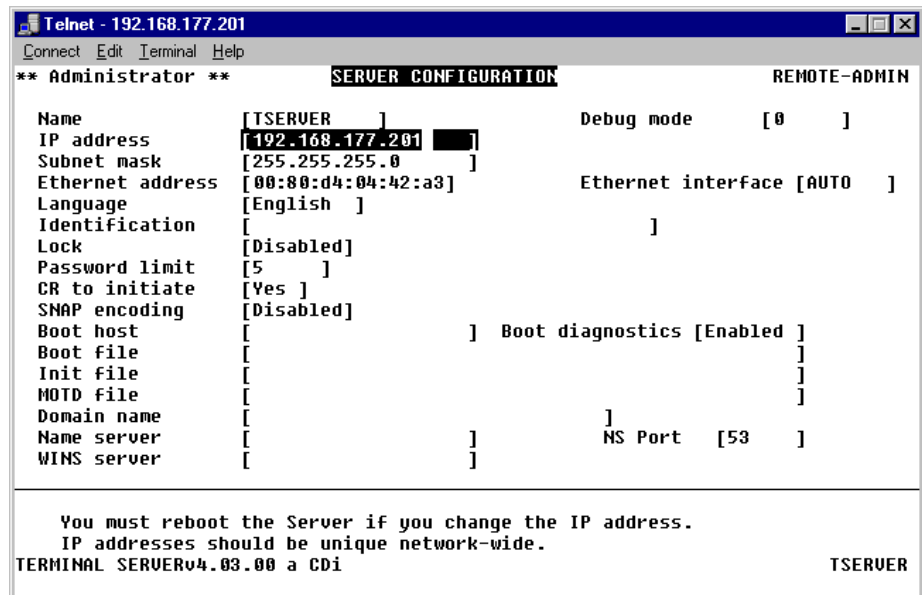 Telnet - 192.168.177.201
Connect Edit Terminal Help
** Administrator ** SERVER CONFIGURATION REMOTE-ADMIN
Name [TSERVER ] Debug mode [0 ]
IP address [192.168.177.201 ]
Subnet mask [255.255.255.0 ]
Ethernet address [00:80:d4:04:42:a3] Ethernet interface [AUTO ]
Language [English ]
Identification [ ]
Lock [Disabled]
Password limit [5 ]
CR to initiate [Yes ]
SNAP encoding [Disabled]
Boot host [ ] Boot diagnostics [Enabled ]
Boot file [ ]
Init file [ ]
MOTD file [ ]
Domain name [ ]
Name server [ ] NS Port [53 ]
WINS server [ ]
You must reboot the Server if you change the IP address.
IP addresses should be unique network-wide.
TERMINAL SERVERv4.03.00 a CDi TSERVER